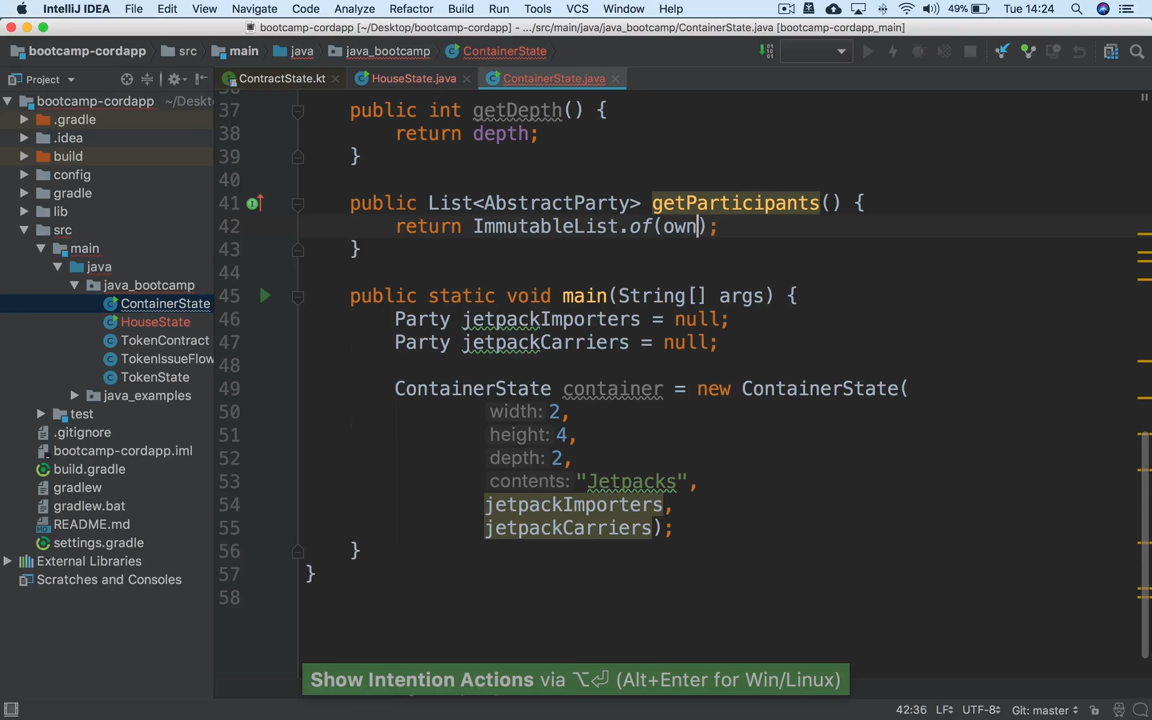 IntelliJ IDEA File Edit View Navigate Code Analyze Refactor Build Run Tools VCS Window Help 49% Tue 14:24
bootcamp-cordapp [~/Desktop/bootcamp-cordapp] - .../src/main/java/java_bootcamp/ContainerState.java [bootcamp-cordapp_main]
bootcamp-cordapp src main java java_bootcamp ContainerState
Project ContractState.kt HouseState.java ContainerState.java
bootcamp-cordapp ~/Deskto
.gradle
.idea
build
config
gradle
lib
src
main
java
java_bootcamp
ContainerState
HouseState
TokenContract
TokenIssueFlow
TokenState
java_examples
test
.gitignore
bootcamp-cordapp.iml
build.gradle
gradlew
gradlew.bat
README.md
settings.gradle
External Libraries
Scratches and Consoles
37 public int getDepth() {
38 return depth;
39 }
40
41 public List<AbstractParty> getParticipants() {
42 return ImmutableList.of(own);
43 }
44
45 public static void main(String[] args) {
46 Party jetpackImporters = null;
47 Party jetpackCarriers = null;
48
49 ContainerState container = new ContainerState(
50 width: 2,
51 height: 4,
52 depth: 2,
53 contents: "Jetpacks",
54 jetpackImporters,
55 jetpackCarriers);
56 }
57 }
58
Show Intention Actions via ⌥⏎ (Alt+Enter for Win/Linux)
42:36 LF÷ UTF-8÷ Git: master÷